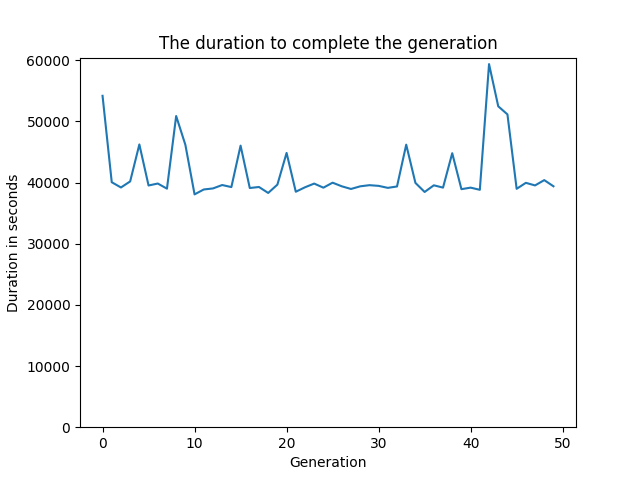 The duration to complete the generation
60000
50000
40000
30000
20000
10000
0
Duration in seconds
0 10 20 30 40 50
Generation